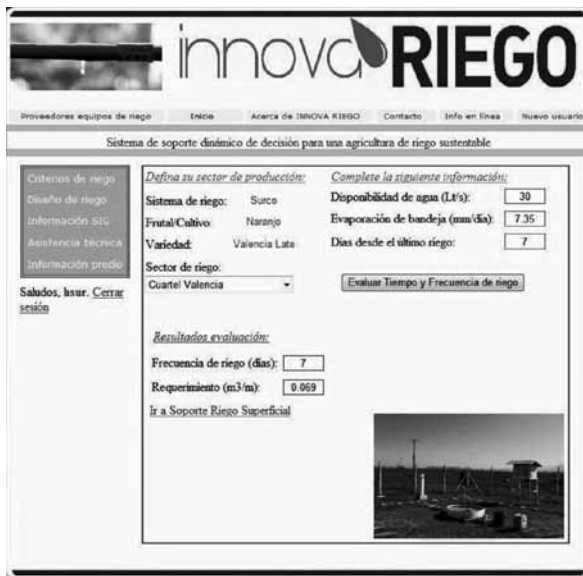 innovaRIEGO
Proveedores equipos de riego Inicio Acerca de INNOVA RIEGO Contacto Info en línea Nuevo usuario
Sistema de soporte dinámico de decisión para una agricultura de riego sustentable
Criterios de riego
Diseño de riego
Información SIG
Asistencia técnica
Información predio
Saludos, hsur. Cerrar
sesión
Defina su sector de producción:
Sistema de riego: Surco
Frutal/Cultivo: Naranjo
Variedad: Valencia Late
Sector de riego:
Cuartel Valencia
Complete la siguiente información:
Disponibilidad de agua (Lt/s): 30
Evaporación de bandeja (mm/día): 7.35
Días desde el último riego: 7
Evaluar Tiempo y Frecuencia de riego
Resultados evaluación:
Frecuencia de riego (días): 7
Requerimiento (m3/m): 0.069
Ir a Soporte Riego Superficial